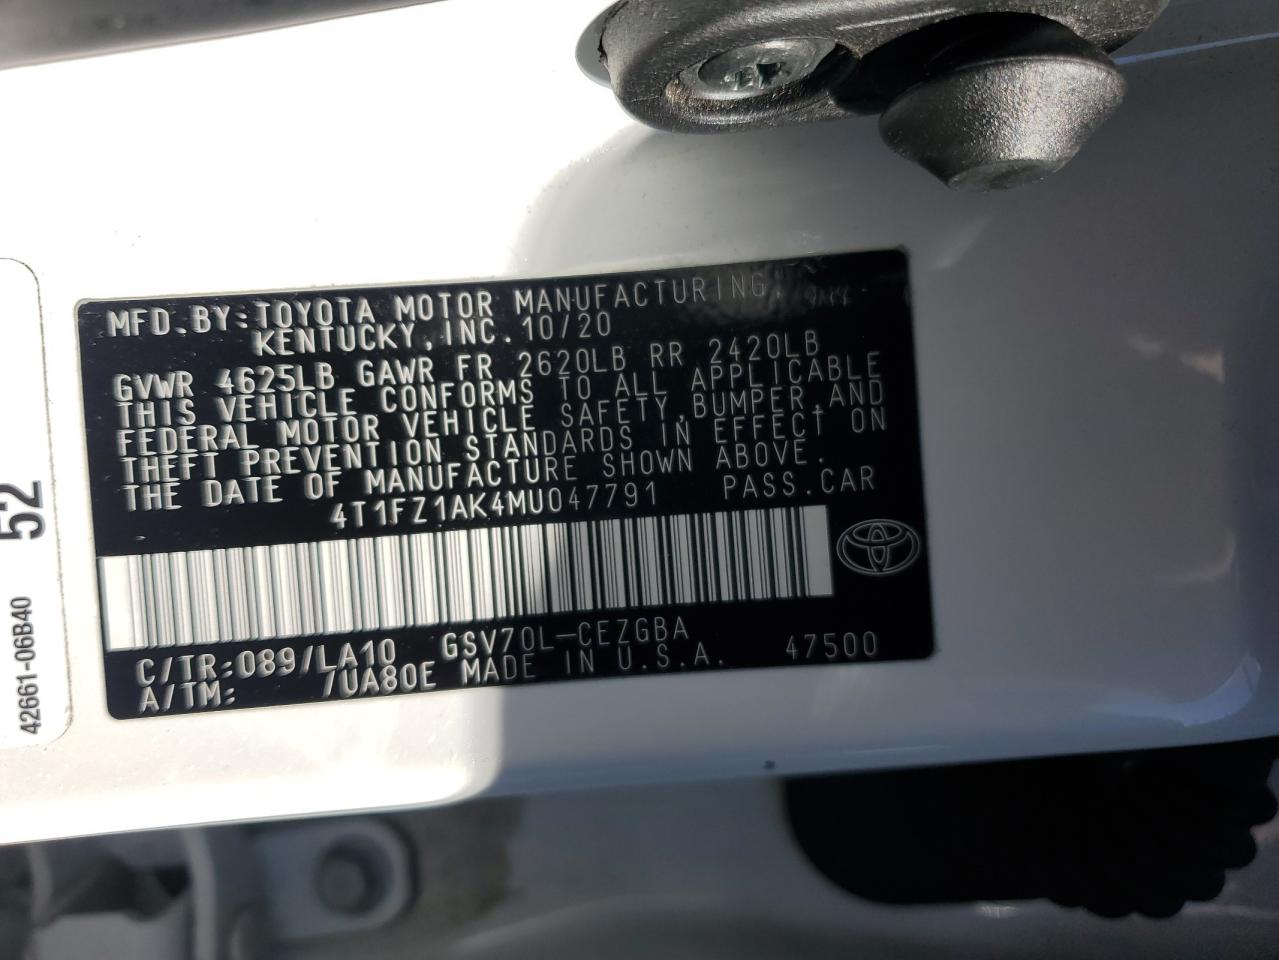 MFD.BY:TOYOTA MOTOR MANUFACTURING,
KENTUCKY,INC. 10/20
GVWR 4625LB GAWR FR 2620LB RR 2420LB
THIS VEHICLE CONFORMS TO ALL APPLICABLE
FEDERAL MOTOR VEHICLE SAFETY,BUMPER,AND
THEFT PREVENTION STANDARDS IN EFFECT ON
THE DATE OF MANUFACTURE SHOWN ABOVE.
4T1FZ1AK4MU047791 PASS.CAR
C/TR:089/LA10 GSV70L-CEZGBA
A/TM: /UA80E MADE IN U.S.A. 47500
52
42661-06B40